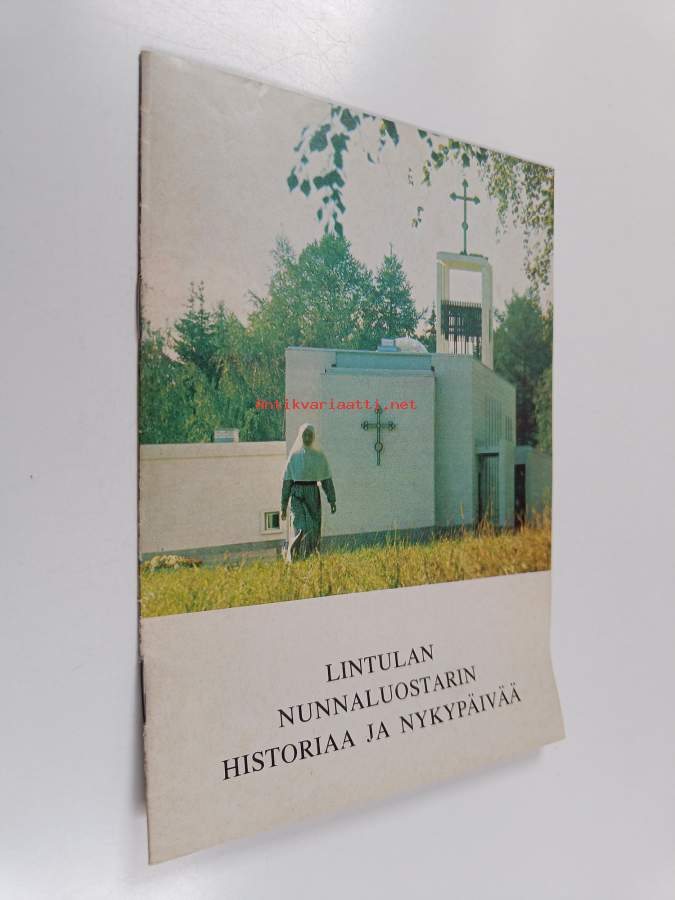 Antikvariaatti.net
LINTULAN
NUNNALUOSTARIN
HISTORIAA JA NYKYPÄIVÄÄ